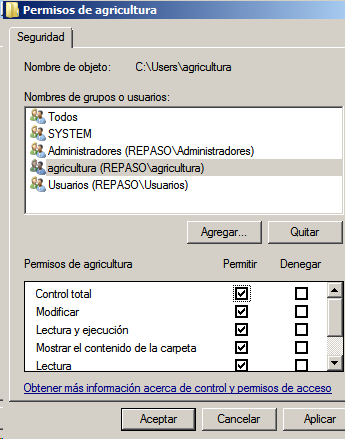 Permisos de agricultura
Seguridad
Nombre de objeto: C:\Users\agricultura
Nombres de grupos o usuarios:
Todos
SYSTEM
Administradores (REPASO\Administradores)
agricultura (REPASO\agricultura)
Usuarios (REPASO\Usuarios)
Agregar... Quitar
Permisos de agricultura Permitir Denegar
Control total
Modificar
Lectura y ejecución
Mostrar el contenido de la carpeta
Lectura
Obtener más información acerca de control y permisos de acceso
Aceptar Cancelar Aplicar